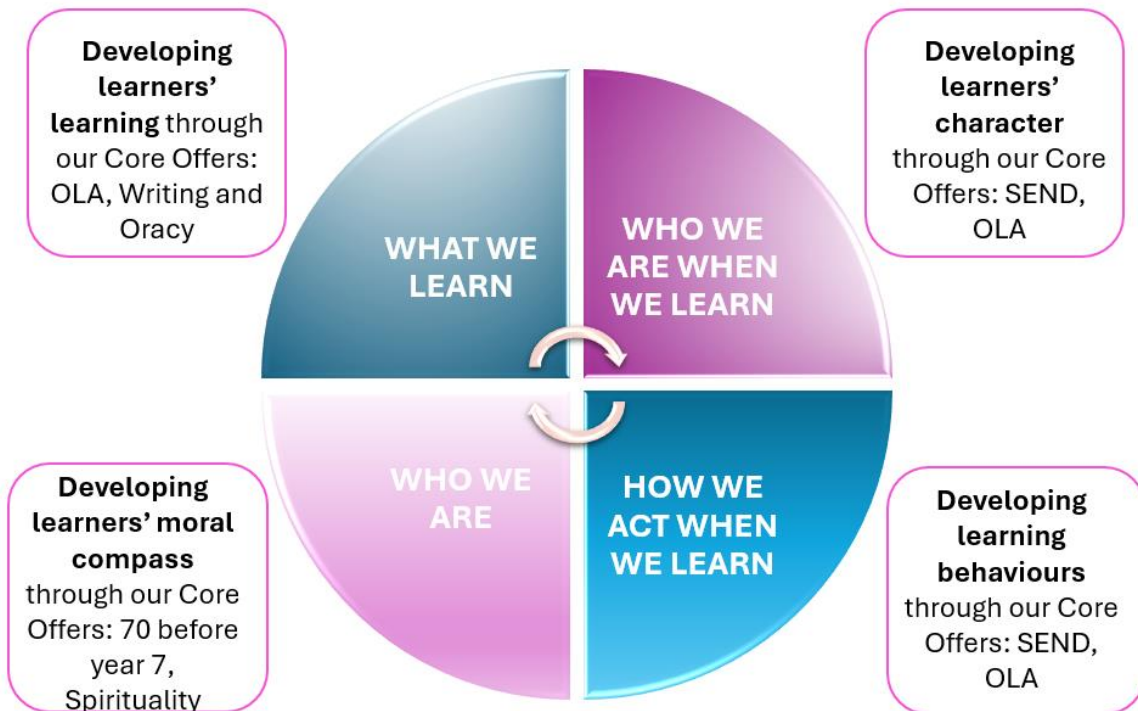 Developing
learners’
learning through
our Core Offers:
OLA, Writing and
Oracy
Developing
learners’
character
through our Core
Offers: SEND,
OLA
WHAT WE
LEARN
WHO WE
ARE WHEN
WE LEARN
WHO WE
ARE
HOW WE
ACT WHEN
WE LEARN
Developing
learners’ moral
compass
through our Core
Offers: 70 before
year 7,
Spirituality
Developing
learning
behaviours
through our Core
Offers: SEND,
OLA